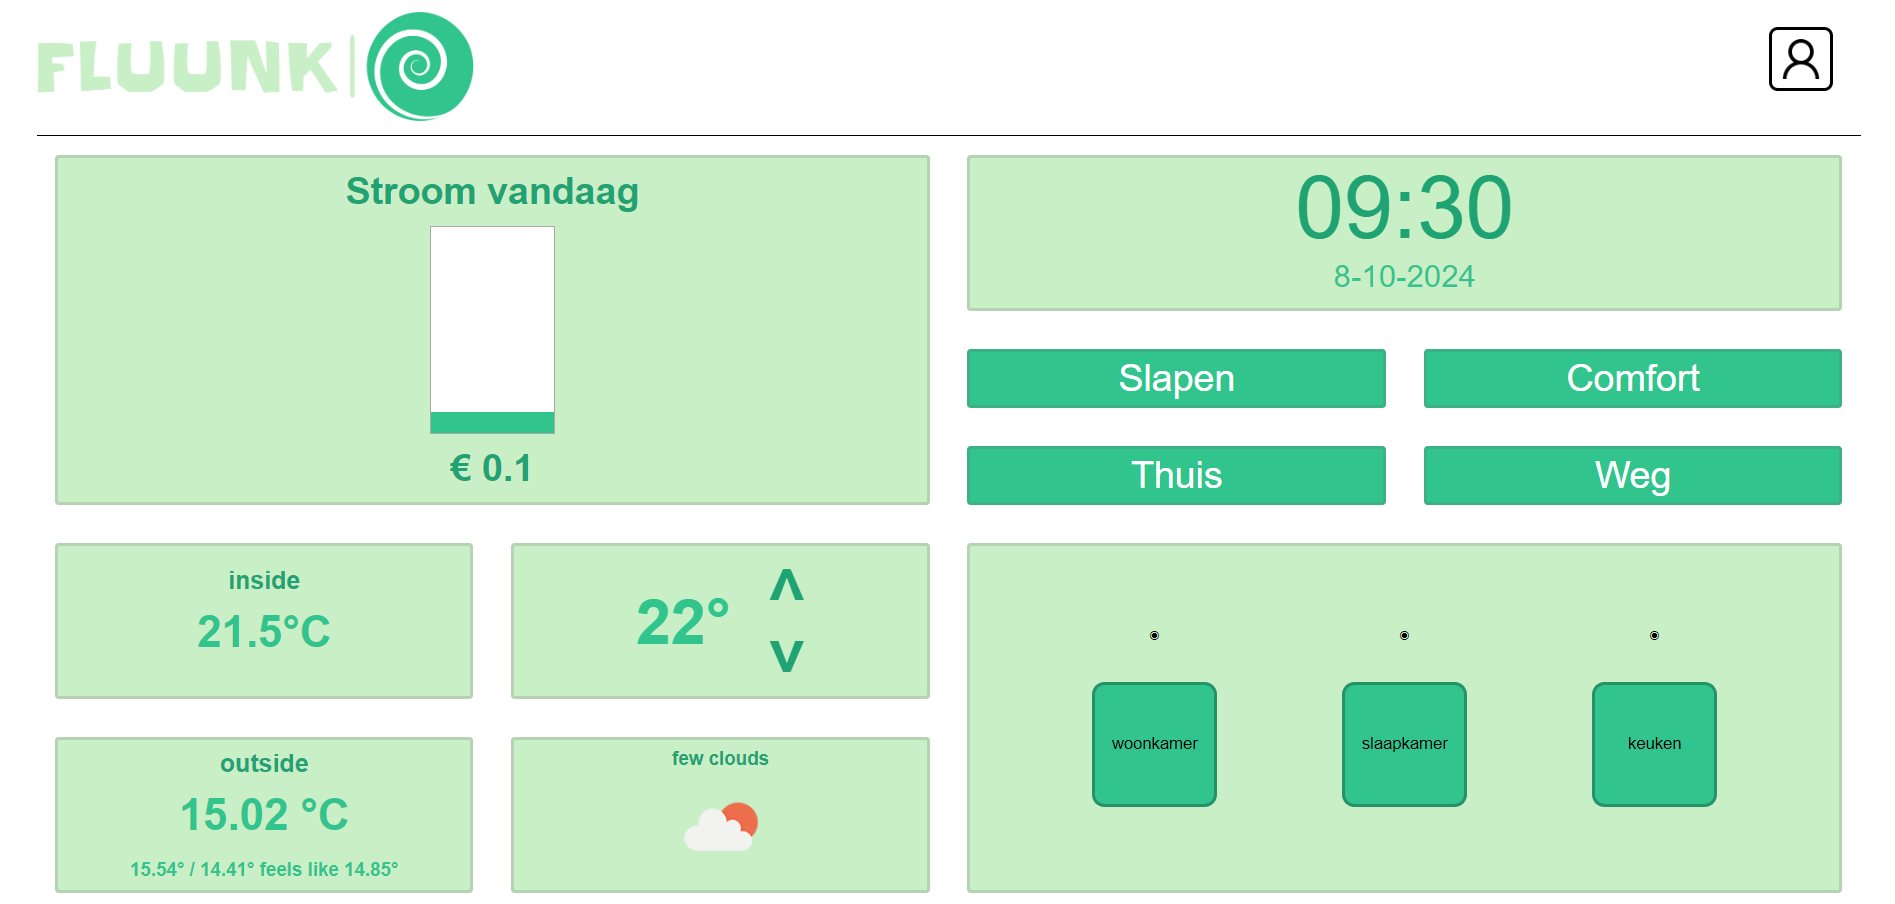 FLUUNK
Stroom vandaag
€ 0.1
09:30
8-10-2024
Slapen
Comfort
Thuis
Weg
inside
21.5°C
22°
outside
15.02 °C
15.54° / 14.41° feels like 14.85°
few clouds
woonkamer
slaapkamer
keuken